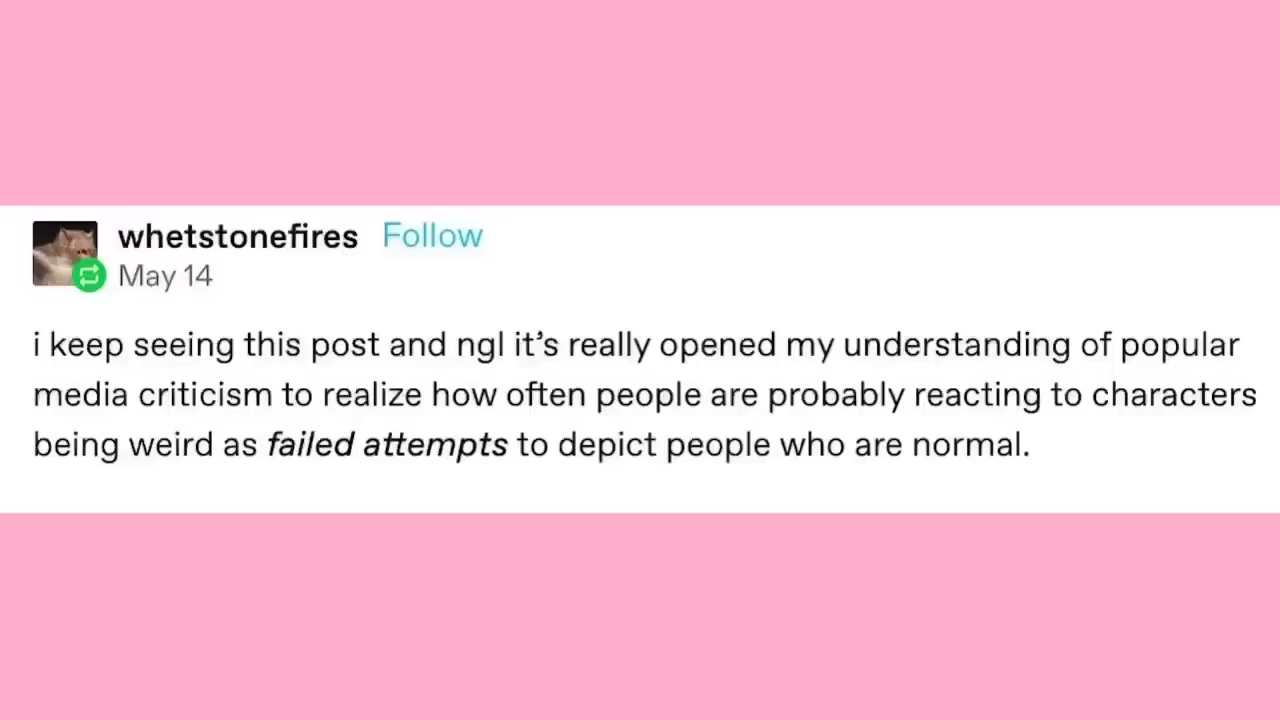 whetstonefires Follow
May 14
i keep seeing this post and ngl it’s really opened my understanding of popular
media criticism to realize how often people are probably reacting to characters
being weird as failed attempts to depict people who are normal.